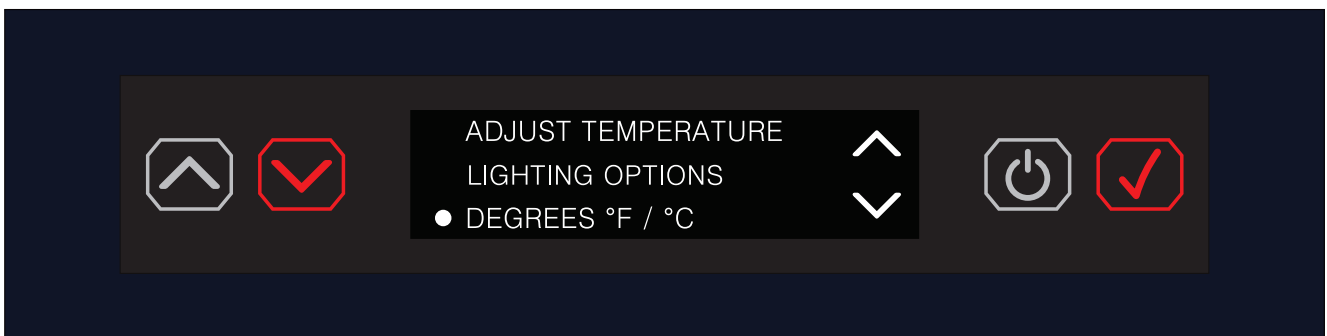 ADJUST TEMPERATURE
LIGHTING OPTIONS
DEGREES °F / °C